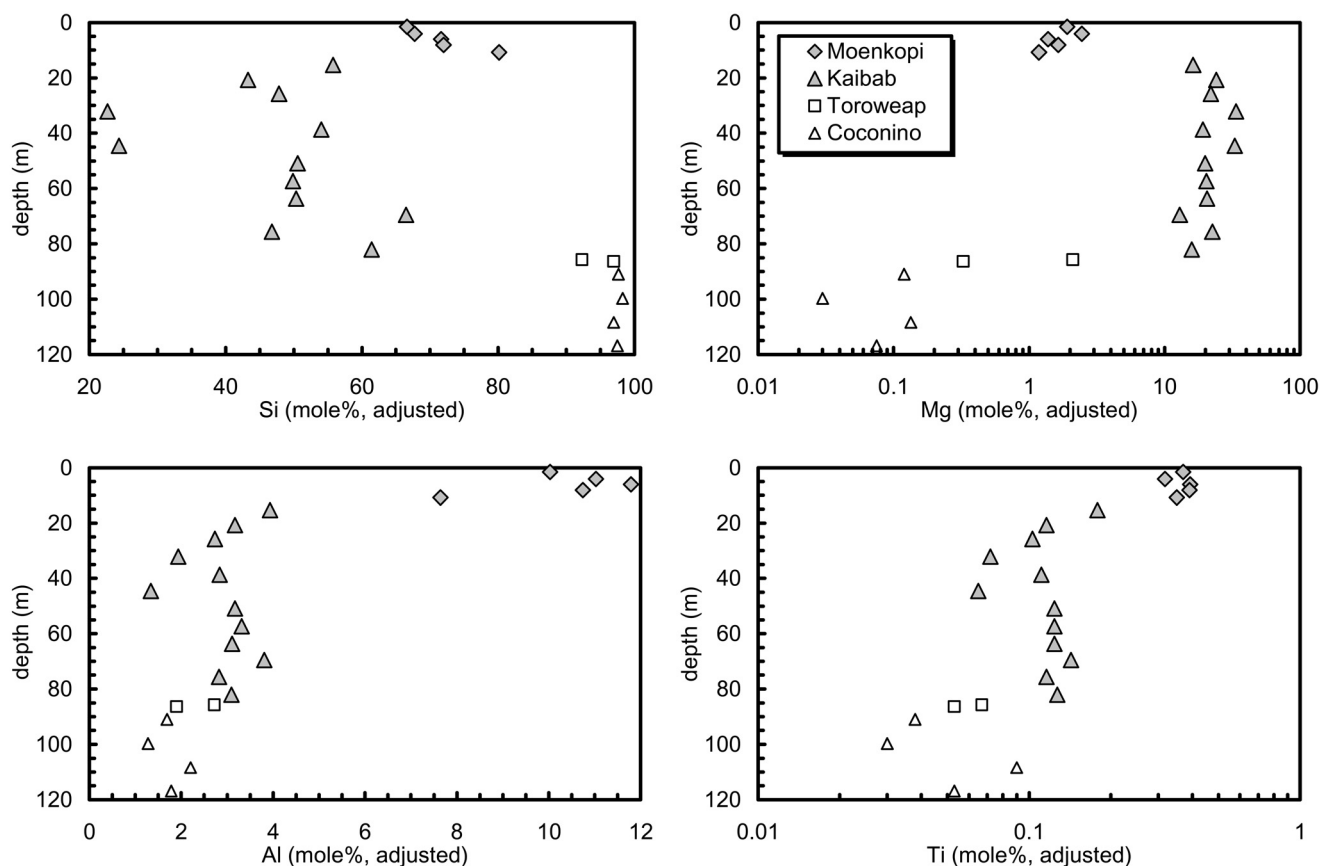 0
20
40
60
80
100
120
depth (m)
20 40 60 80 100
Si (mole%, adjusted)
0
20
40
60
80
100
120
depth (m)
Moenkopi
Kaibab
Toroweap
Coconino
0.01 0.1 1 10 100
Mg (mole%, adjusted)
0
20
40
60
80
100
120
depth (m)
0 2 4 6 8 10 12
Al (mole%, adjusted)
0
20
40
60
80
100
120
depth (m)
0.01 0.1 1
Ti (mole%, adjusted)